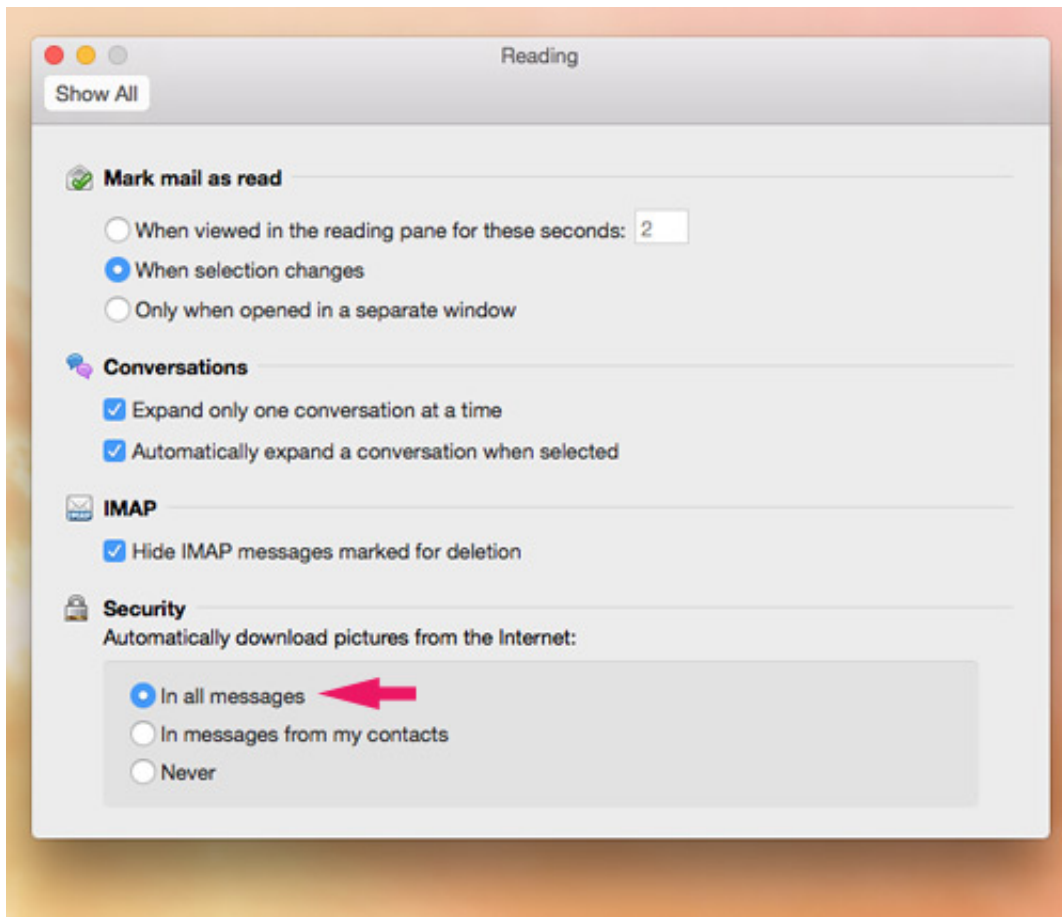 Reading
Show All
Mark mail as read
When viewed in the reading pane for these seconds: 2
When selection changes
Only when opened in a separate window
Conversations
Expand only one conversation at a time
Automatically expand a conversation when selected
IMAP
Hide IMAP messages marked for deletion
Security
Automatically download pictures from the Internet:
In all messages
In messages from my contacts
Never